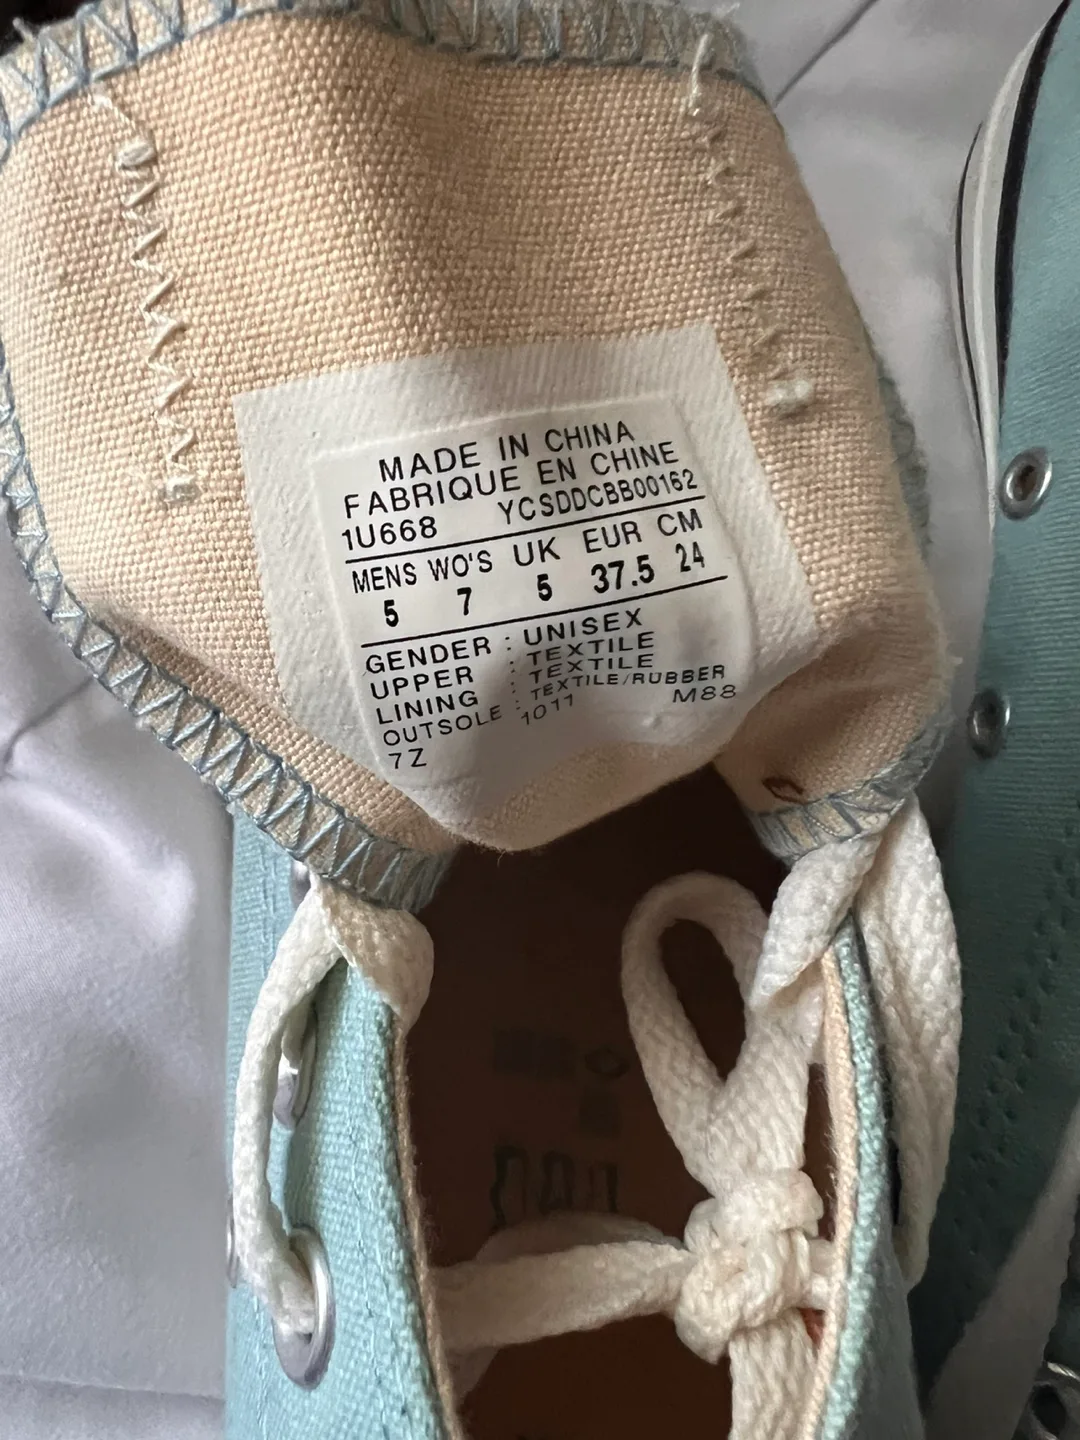 MADE IN CHINA
FABRIQUE EN CHINE
1U668 YCSDDCBB00162
MENS WO'S UK EUR CM
5 7 5 37.5 24
GENDER : UNISEX
UPPER : TEXTILE
LINING : TEXTILE
OUTSOLE : TEXTILE/RUBBER
7Z 1011 M88